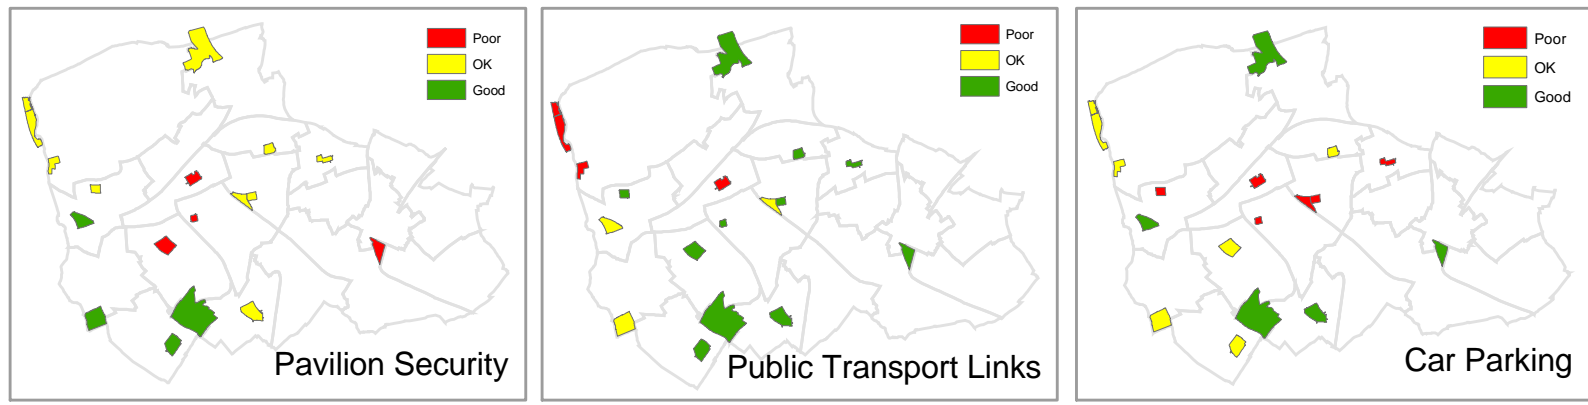 Poor
OK
Good
Pavilion Security
Poor
OK
Good
Public Transport Links
Poor
OK
Good
Car Parking